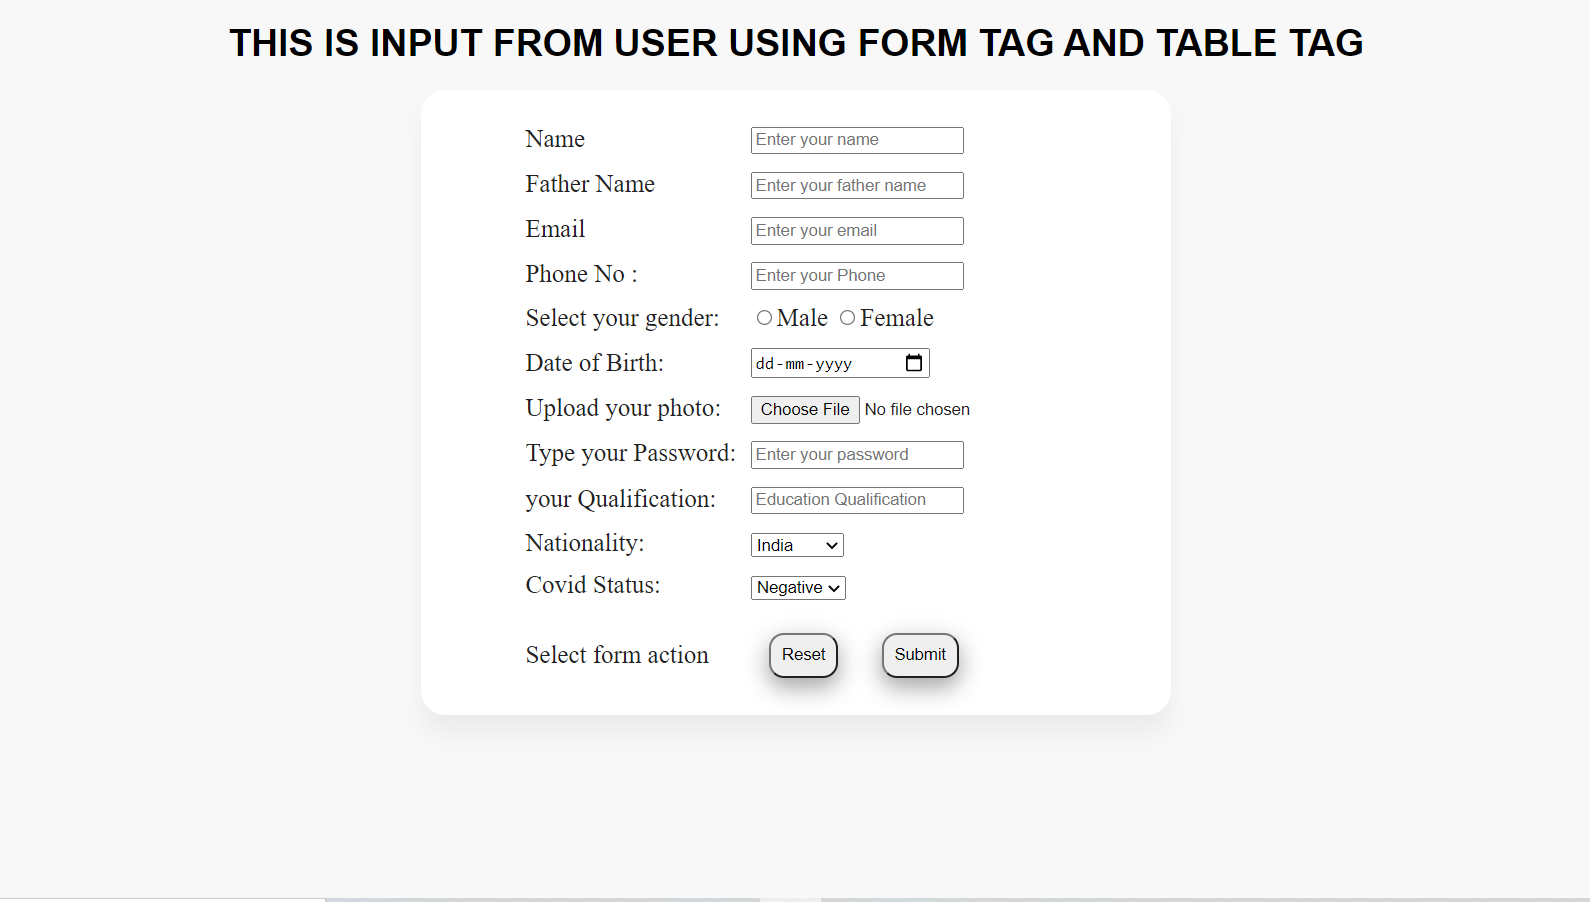 THIS IS INPUT FROM USER USING FORM TAG AND TABLE TAG
Name Enter your name
Father Name Enter your father name
Email Enter your email
Phone No : Enter your Phone
Select your gender: Male Female
Date of Birth: dd-mm-yyyy
Upload your photo: Choose File No file chosen
Type your Password: Enter your password
your Qualification: Education Qualification
Nationality: India
Covid Status: Negative
Select form action Reset Submit